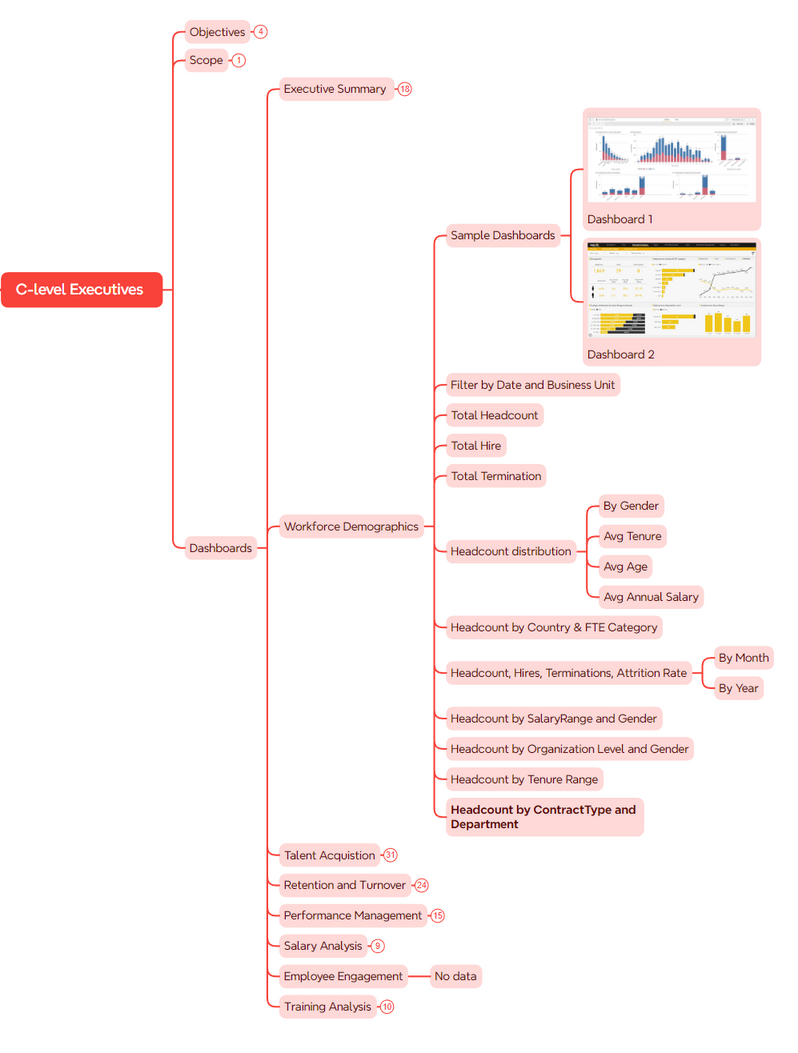 Objectives 4
Scope 1
Executive Summary 18
Sample Dashboards
Dashboard 1
Dashboard 2
C-level Executives
Filter by Date and Business Unit
Total Headcount
Total Hire
Total Termination
By Gender
Workforce Demographics
Avg Tenure
Dashboards
Headcount distribution
Avg Age
Avg Annual Salary
Headcount by Country & FTE Category
By Month
Headcount, Hires, Terminations, Attrition Rate
By Year
Headcount by SalaryRange and Gender
Headcount by Organization Level and Gender
Headcount by Tenure Range
Headcount by ContractType and
Department
Talent Acquistion 31
Retention and Turnover 24
Performance Management 15
Salary Analysis 9
Employee Engagement No data
Training Analysis 10